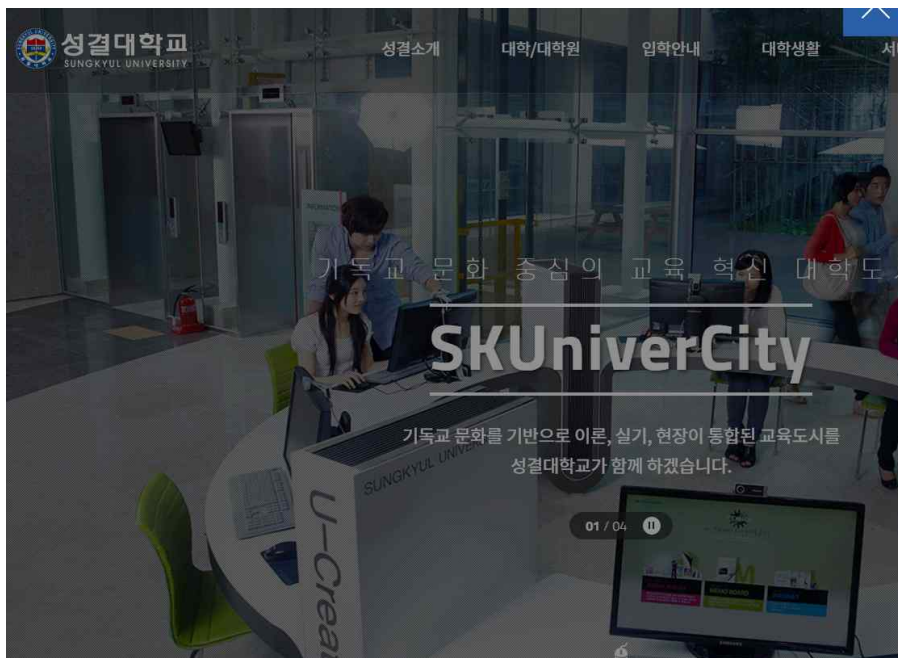 성결대학교
SUNGKYUL UNIVERSITY
성결소개 대학/대학원 입학안내 대학생활
기독교 문화 중심의 교육 혁신
SKUniverCity
기독교 문화를 기반으로 이론, 실기, 현장이 통합된 교육도시를
성결대학교가 함께 하겠습니다.
01 / 04
SUNGKYUL UNIVER
U-Crea
MEMO BOARD
SAMSUNG